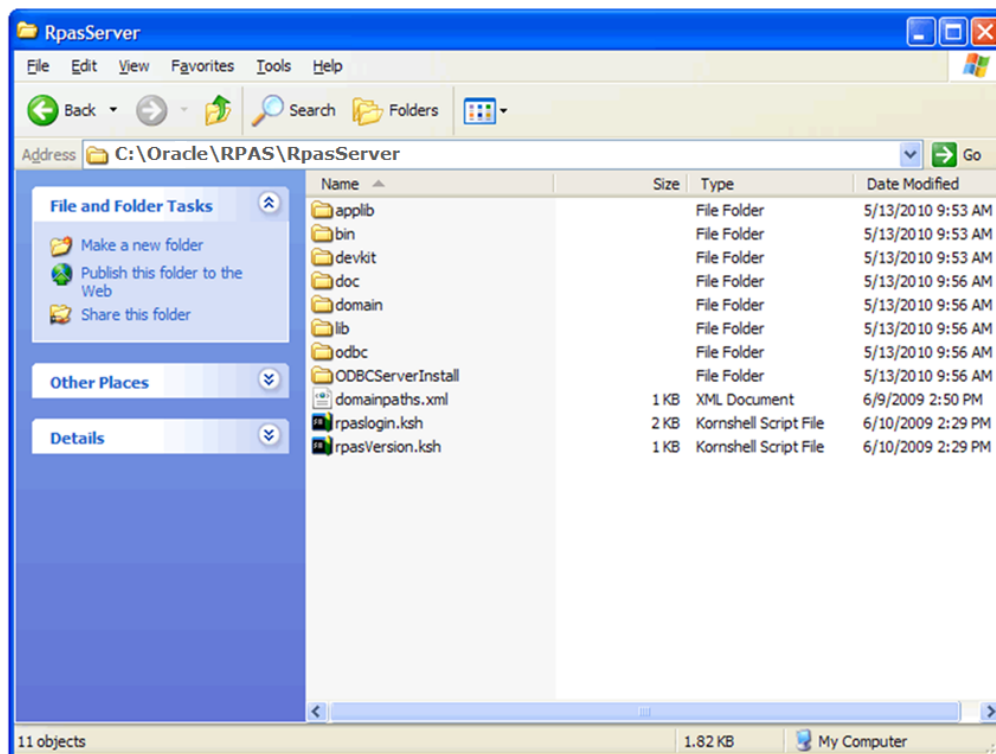 RpasServer
File Edit View Favorites Tools Help
Back Search Folders
Address C:\Oracle\RPAS\RpasServer Go
File and Folder Tasks
Make a new folder
Publish this folder to the
Web
Share this folder
Other Places
Details
Name Size Type Date Modified
applib File Folder 5/13/2010 9:53 AM
bin File Folder 5/13/2010 9:53 AM
devkit File Folder 5/13/2010 9:53 AM
doc File Folder 5/13/2010 9:56 AM
domain File Folder 5/13/2010 9:56 AM
lib File Folder 5/13/2010 9:56 AM
odbc File Folder 5/13/2010 9:56 AM
ODBCServerInstall File Folder 5/13/2010 9:56 AM
domainpaths.xml 1 KB XML Document 6/9/2009 2:50 PM
rpaslogin.ksh 2 KB Kornshell Script File 6/10/2009 2:29 PM
rpasVersion.ksh 1 KB Kornshell Script File 6/10/2009 2:29 PM
11 objects 1.82 KB My Computer